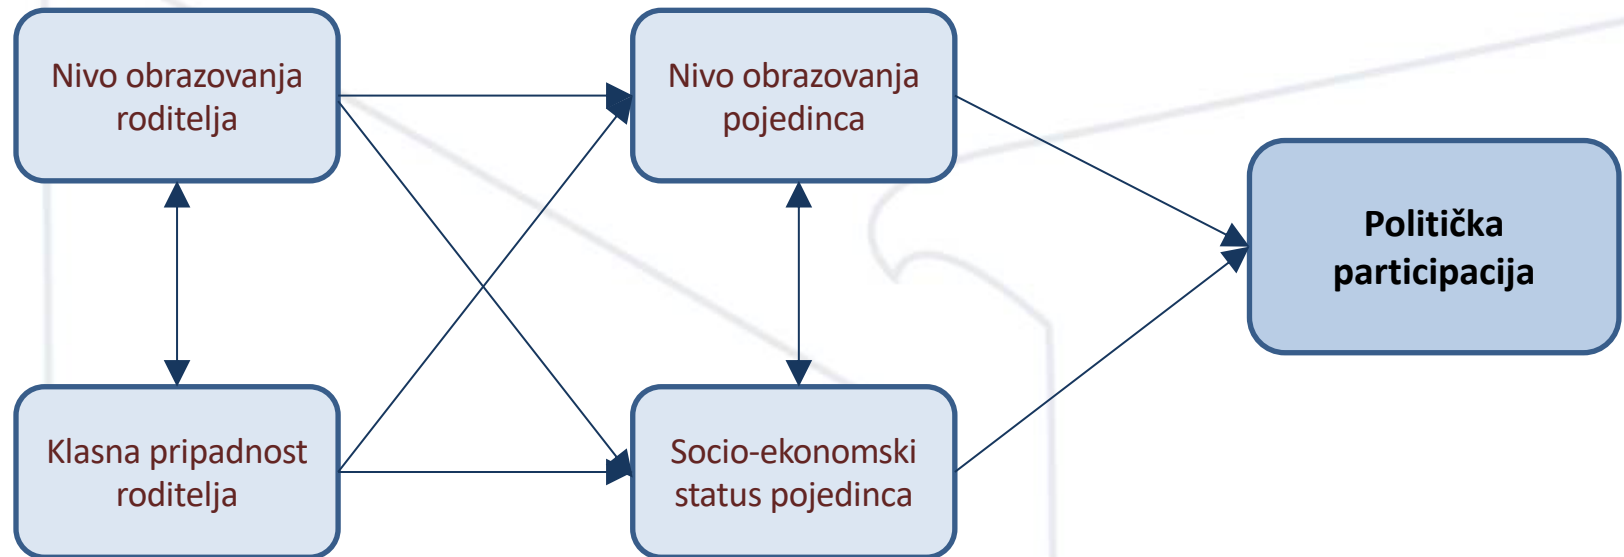 Nivo obrazovanja
roditelja
Nivo obrazovanja
pojedinca
Politička
participacija
Klasna pripadnost
roditelja
Socio-ekonomski
status pojedinca